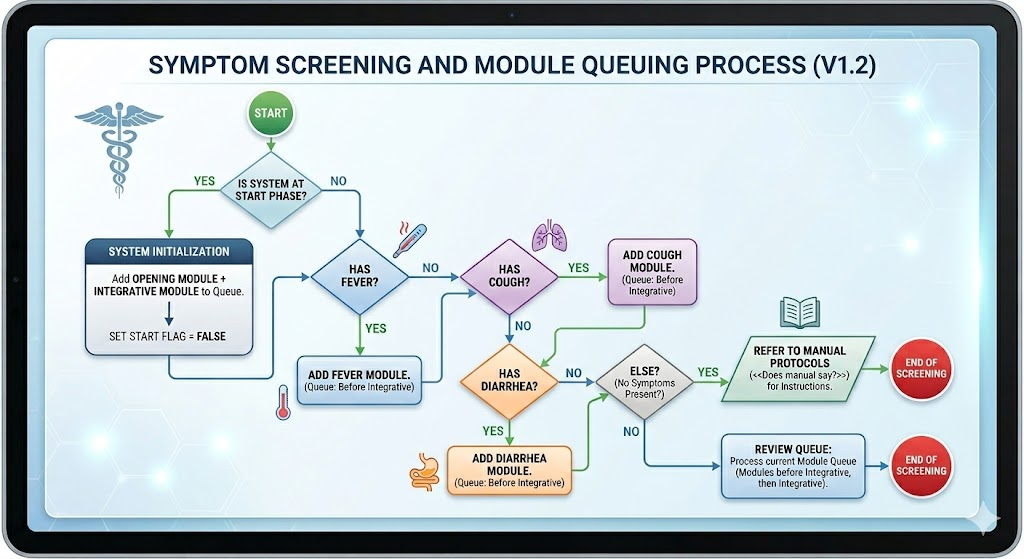 SYMPTOM SCREENING AND MODULE QUEUING PROCESS (V1.2)
START
IS SYSTEM AT
START PHASE?
YES
NO
SYSTEM INITIALIZATION
Add OPENING MODULE +
INTEGRATIVE MODULE to Queue.
SET START FLAG = FALSE
HAS
FEVER?
NO
YES
ADD FEVER MODULE.
(Queue: Before Integrative)
HAS
COUGH?
YES
NO
ADD COUGH
MODULE.
(Queue: Before
Integrative)
HAS
DIARRHEA?
NO
YES
ADD DIARRHEA
MODULE.
(Queue: Before Integrative)
ELSE?
(No Symptoms
Present?)
YES
NO
REFER TO MANUAL
PROTOCOLS
(<<Does manual say?>>)
for Instructions.
END OF
SCREENING
REVIEW QUEUE:
Process current Module Queue
(Modules before Integrative,
then Integrative).
END OF
SCREENING